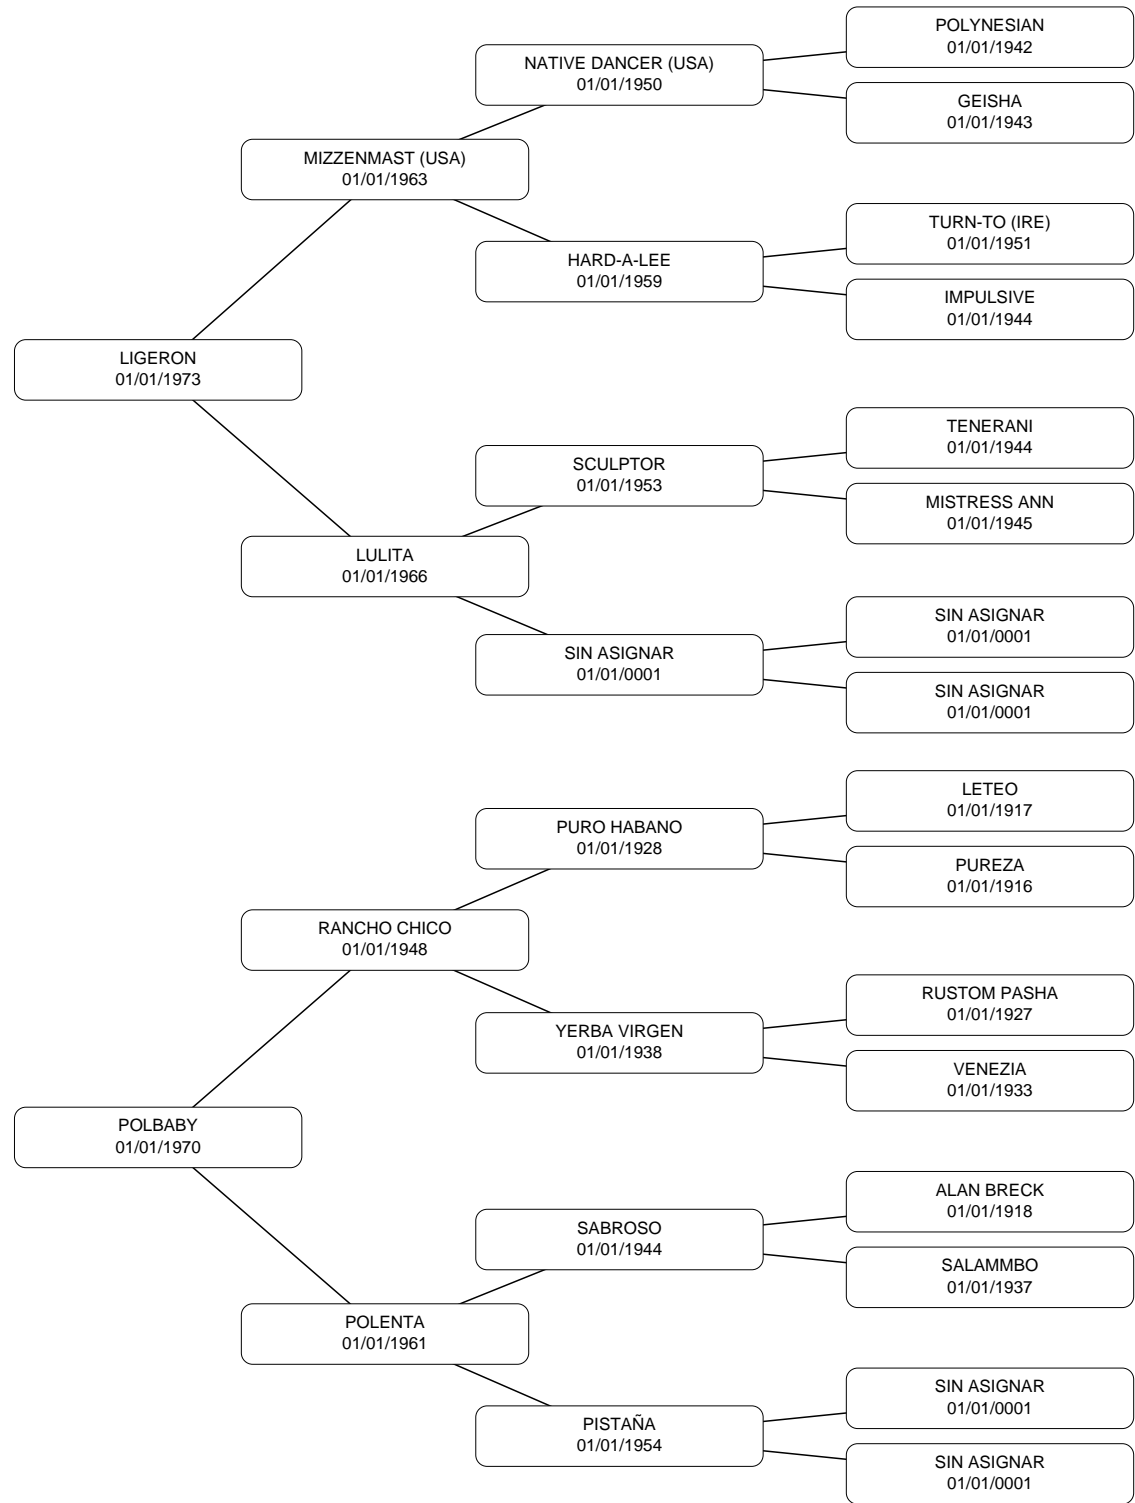 POLYNESIAN
01/01/1942
NATIVE DANCER (USA)
01/01/1950
GEISHA
01/01/1943
MIZZENMAST (USA)
01/01/1963
TURN-TO (IRE)
01/01/1951
HARD-A-LEE
01/01/1959
IMPULSIVE
01/01/1944
LIGERON
01/01/1973
TENERANI
01/01/1944
SCULPTOR
01/01/1953
MISTRESS ANN
01/01/1945
LULITA
01/01/1966
SIN ASIGNAR
01/01/0001
SIN ASIGNAR
01/01/0001
SIN ASIGNAR
01/01/0001
LETEO
01/01/1917
PURO HABANO
01/01/1928
PUREZA
01/01/1916
RANCHO CHICO
01/01/1948
RUSTOM PASHA
01/01/1927
YERBA VIRGEN
01/01/1938
VENEZIA
01/01/1933
POLBABY
01/01/1970
ALAN BRECK
01/01/1918
SABROSO
01/01/1944
SALAMMBO
01/01/1937
POLENTA
01/01/1961
SIN ASIGNAR
01/01/0001
PISTAÑA
01/01/1954
SIN ASIGNAR
01/01/0001